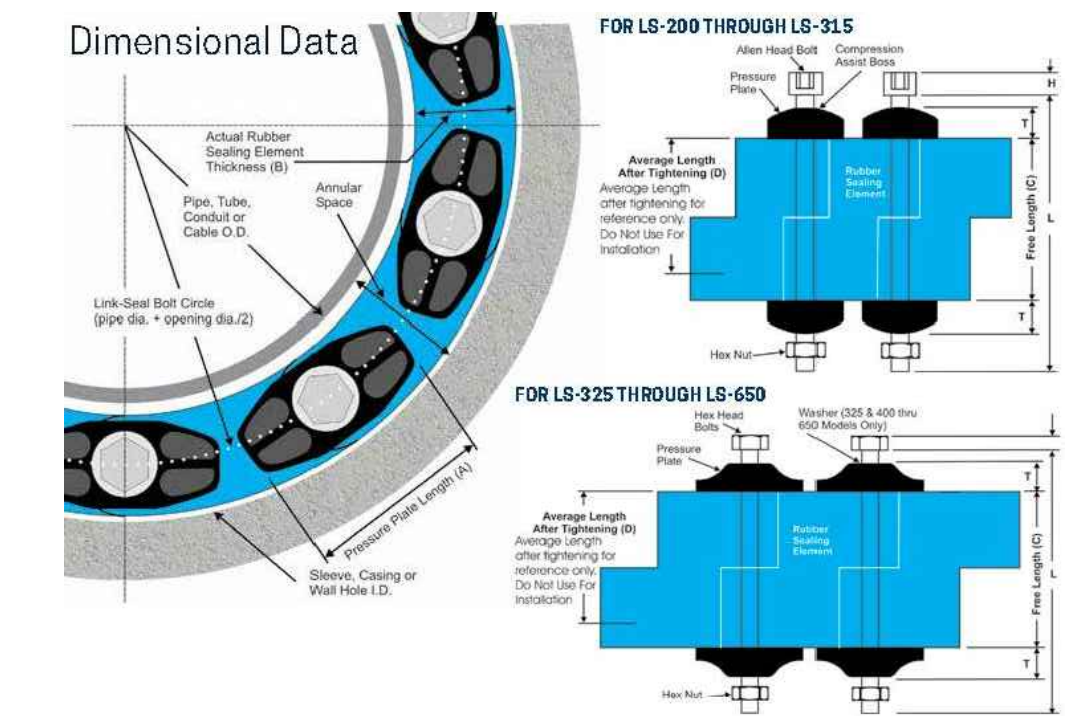 Dimensional Data
Actual Rubber
Sealing Element
Thickness (B)
Annular
Space
Pipe, Tube,
Conduit or
Cable O.D.
Link-Seal Bolt Circle
(pipe dia. + opening dia./2)
Pressure Plate Length (A)
Sleeve, Casing or
Wall Hole I.D.
FOR LS-200 THROUGH LS-315
Allen Head Bolt
Compression
Assist Boss
Pressure
Plate
H
T
Average Length
After Tightening (D)
Average Length
after tightening for
reference only.
Do Not Use For
Installation
Rubber
Sealing
Element
Free Length (C)
L
T
Hex Nut
FOR LS-325 THROUGH LS-650
Hex Head
Bolts
Washer (325 & 400 thru
650 Models Only)
Pressure
Plate
T
Average Length
After Tightening (D)
Average Length
after tightening for
reference only.
Do Not Use For
Installation
Rubber
Sealing
Element
Free Length (C)
L
T
Hex Nut